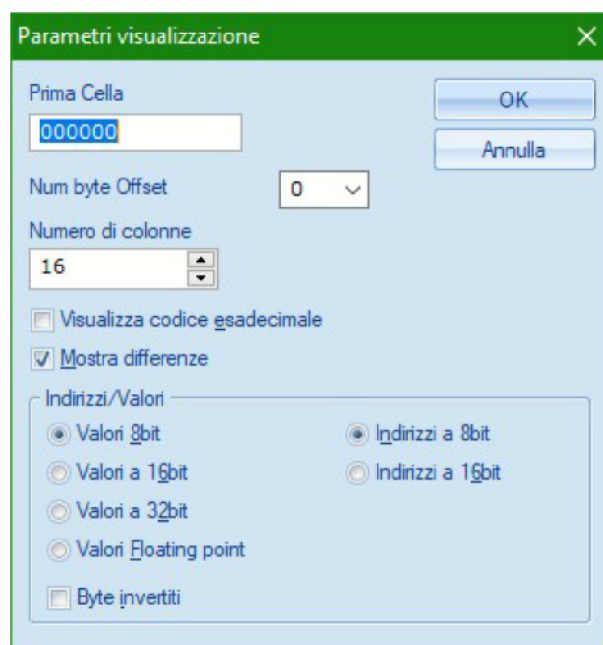 Parametri visualizzazione
Prima Cella
OK
000000
Annulla
Num byte Offset
0
Numero di colonne
16
Visualizza codice esadecimale
Mostra differenze
Indirizzi/Valori
Valori 8bit
Indirizzi a 8bit
Valori a 16bit
Indirizzi a 16bit
Valori a 32bit
Valori Floating point
Byte invertiti